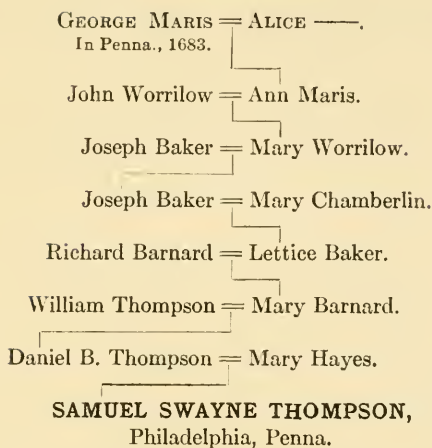 GEORGE MARIS = ALICE ——.
In Penna., 1683.
John Worrilow = Ann Maris.
Joseph Baker = Mary Worrilow.
Joseph Baker = Mary Chamberlin.
Richard Barnard = Lettice Baker.
William Thompson = Mary Barnard.
Daniel B. Thompson = Mary Hayes.
SAMUEL SWAYNE THOMPSON,
Philadelphia, Penna.